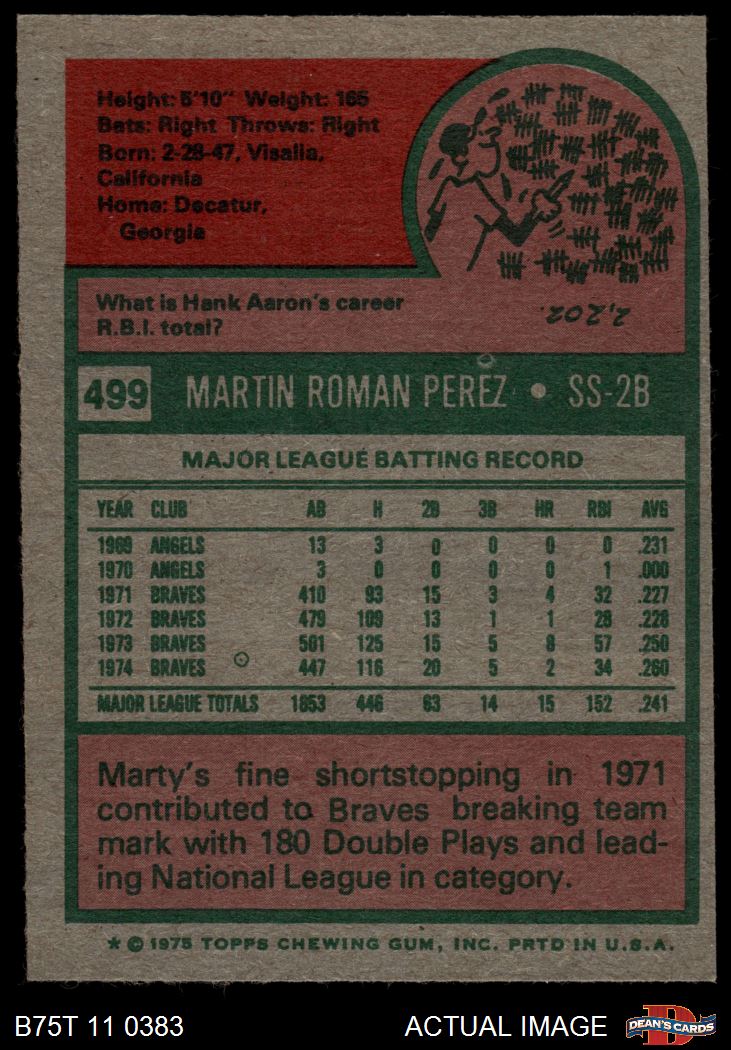 Height: 5'10" Weight: 165
Bats: Right Throws: Right
Born: 2-28-47, Visalia,
California
Home: Decatur,
Georgia
What is Hank Aaron's career
R.B.I. total?
2,202.
499 MARTIN ROMAN PEREZ • SS-2B
MAJOR LEAGUE BATTING RECORD
YEAR CLUB AB H 2B 3B HR RBI AVG
1969 ANGELS 13 3 0 0 0 0 .231
1970 ANGELS 3 0 0 0 0 1 .000
1971 BRAVES 410 93 15 3 4 32 .227
1972 BRAVES 479 109 13 1 1 28 .228
1973 BRAVES 501 125 15 5 8 57 .250
1974 BRAVES 447 116 20 5 2 34 .260
MAJOR LEAGUE TOTALS 1853 446 63 14 15 152 .241
Marty's fine shortstopping in 1971
contributed to Braves breaking team
mark with 180 Double Plays and lead-
ing National League in category.
★ © 1975 TOPPS CHEWING GUM, INC. PRTD IN U.S.A.
B75T 11 0383 ACTUAL IMAGE DEAN'S CARDS